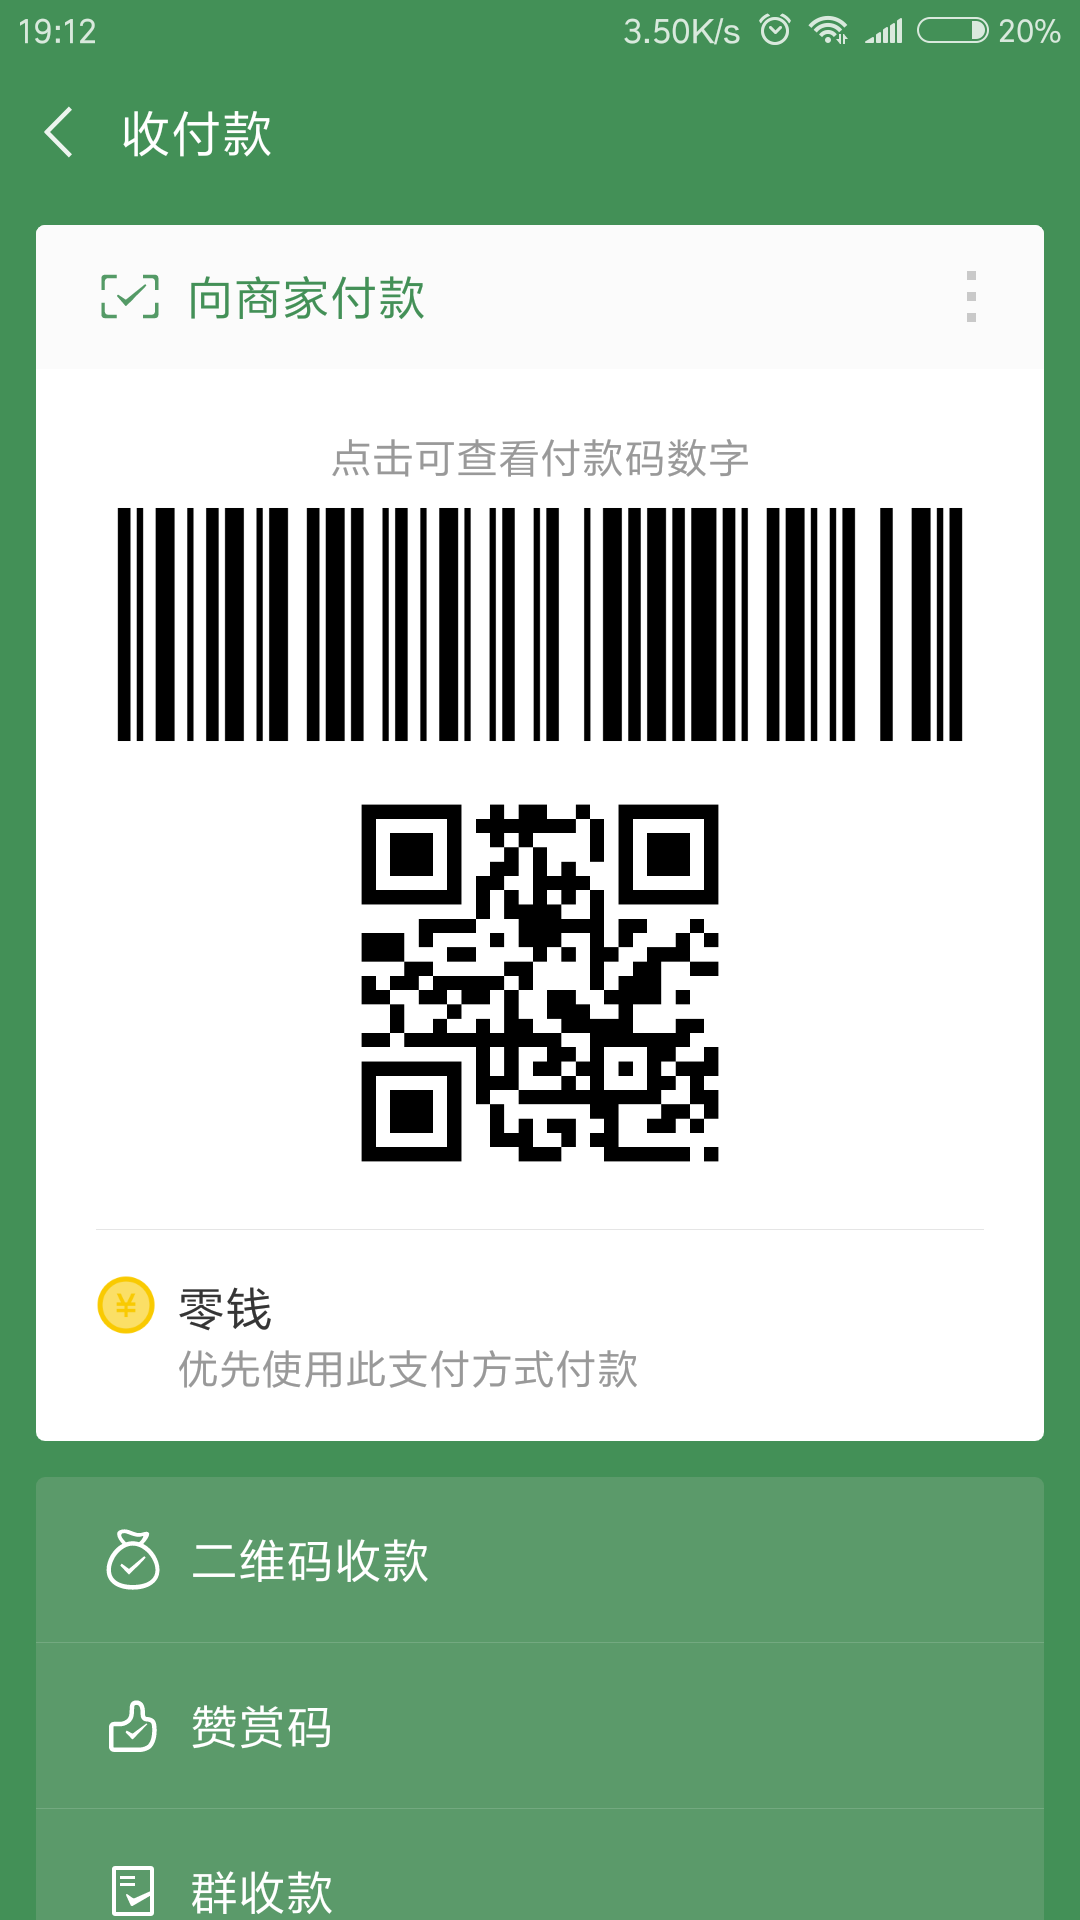 19:12 3.50K/s 20%
收付款
向商家付款
点击可查看付款码数字
¥ 零钱
优先使用此支付方式付款
二维码收款
赞赏码
群收款